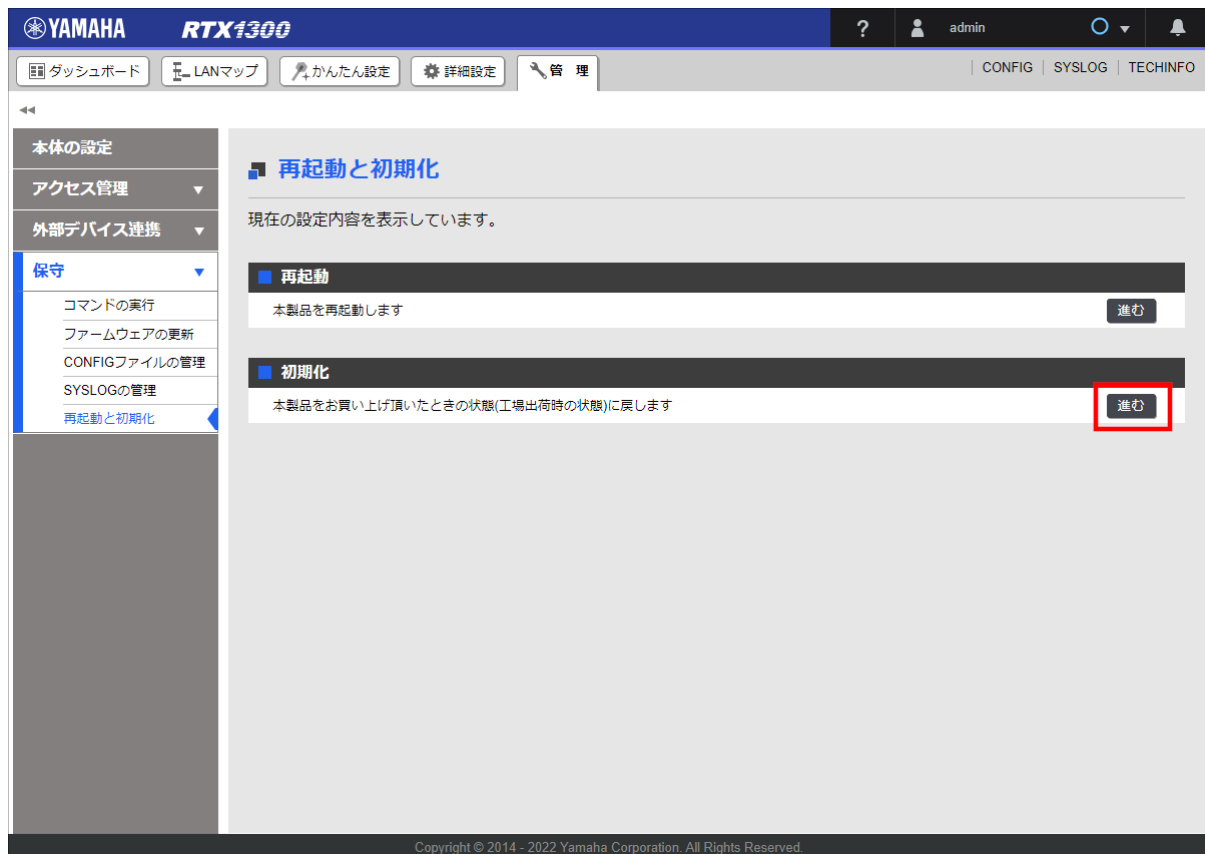 YAMAHA RTX1300 ? admin
ダッシュボード LANマップ かんたん設定 詳細設定 管 理 | CONFIG | SYSLOG | TECHINFO
本体の設定
アクセス管理
外部デバイス連携
保守
コマンドの実行
ファームウェアの更新
CONFIGファイルの管理
SYSLOGの管理
再起動と初期化
再起動と初期化
現在の設定内容を表示しています。
再起動
本製品を再起動します 進む
初期化
本製品をお買い上げ頂いたときの状態(工場出荷時の状態)に戻します 進む
Copyright © 2014 - 2022 Yamaha Corporation. All Rights Reserved.